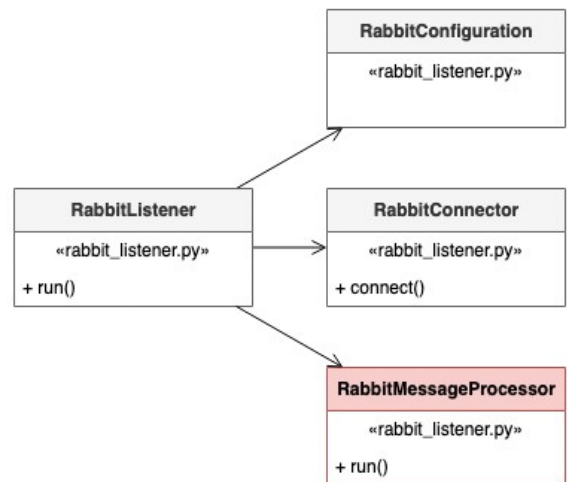 RabbitConfiguration
«rabbit_listener.py»
RabbitListener
«rabbit_listener.py»
+ run()
RabbitConnector
«rabbit_listener.py»
+ connect()
RabbitMessageProcessor
«rabbit_listener.py»
+ run()